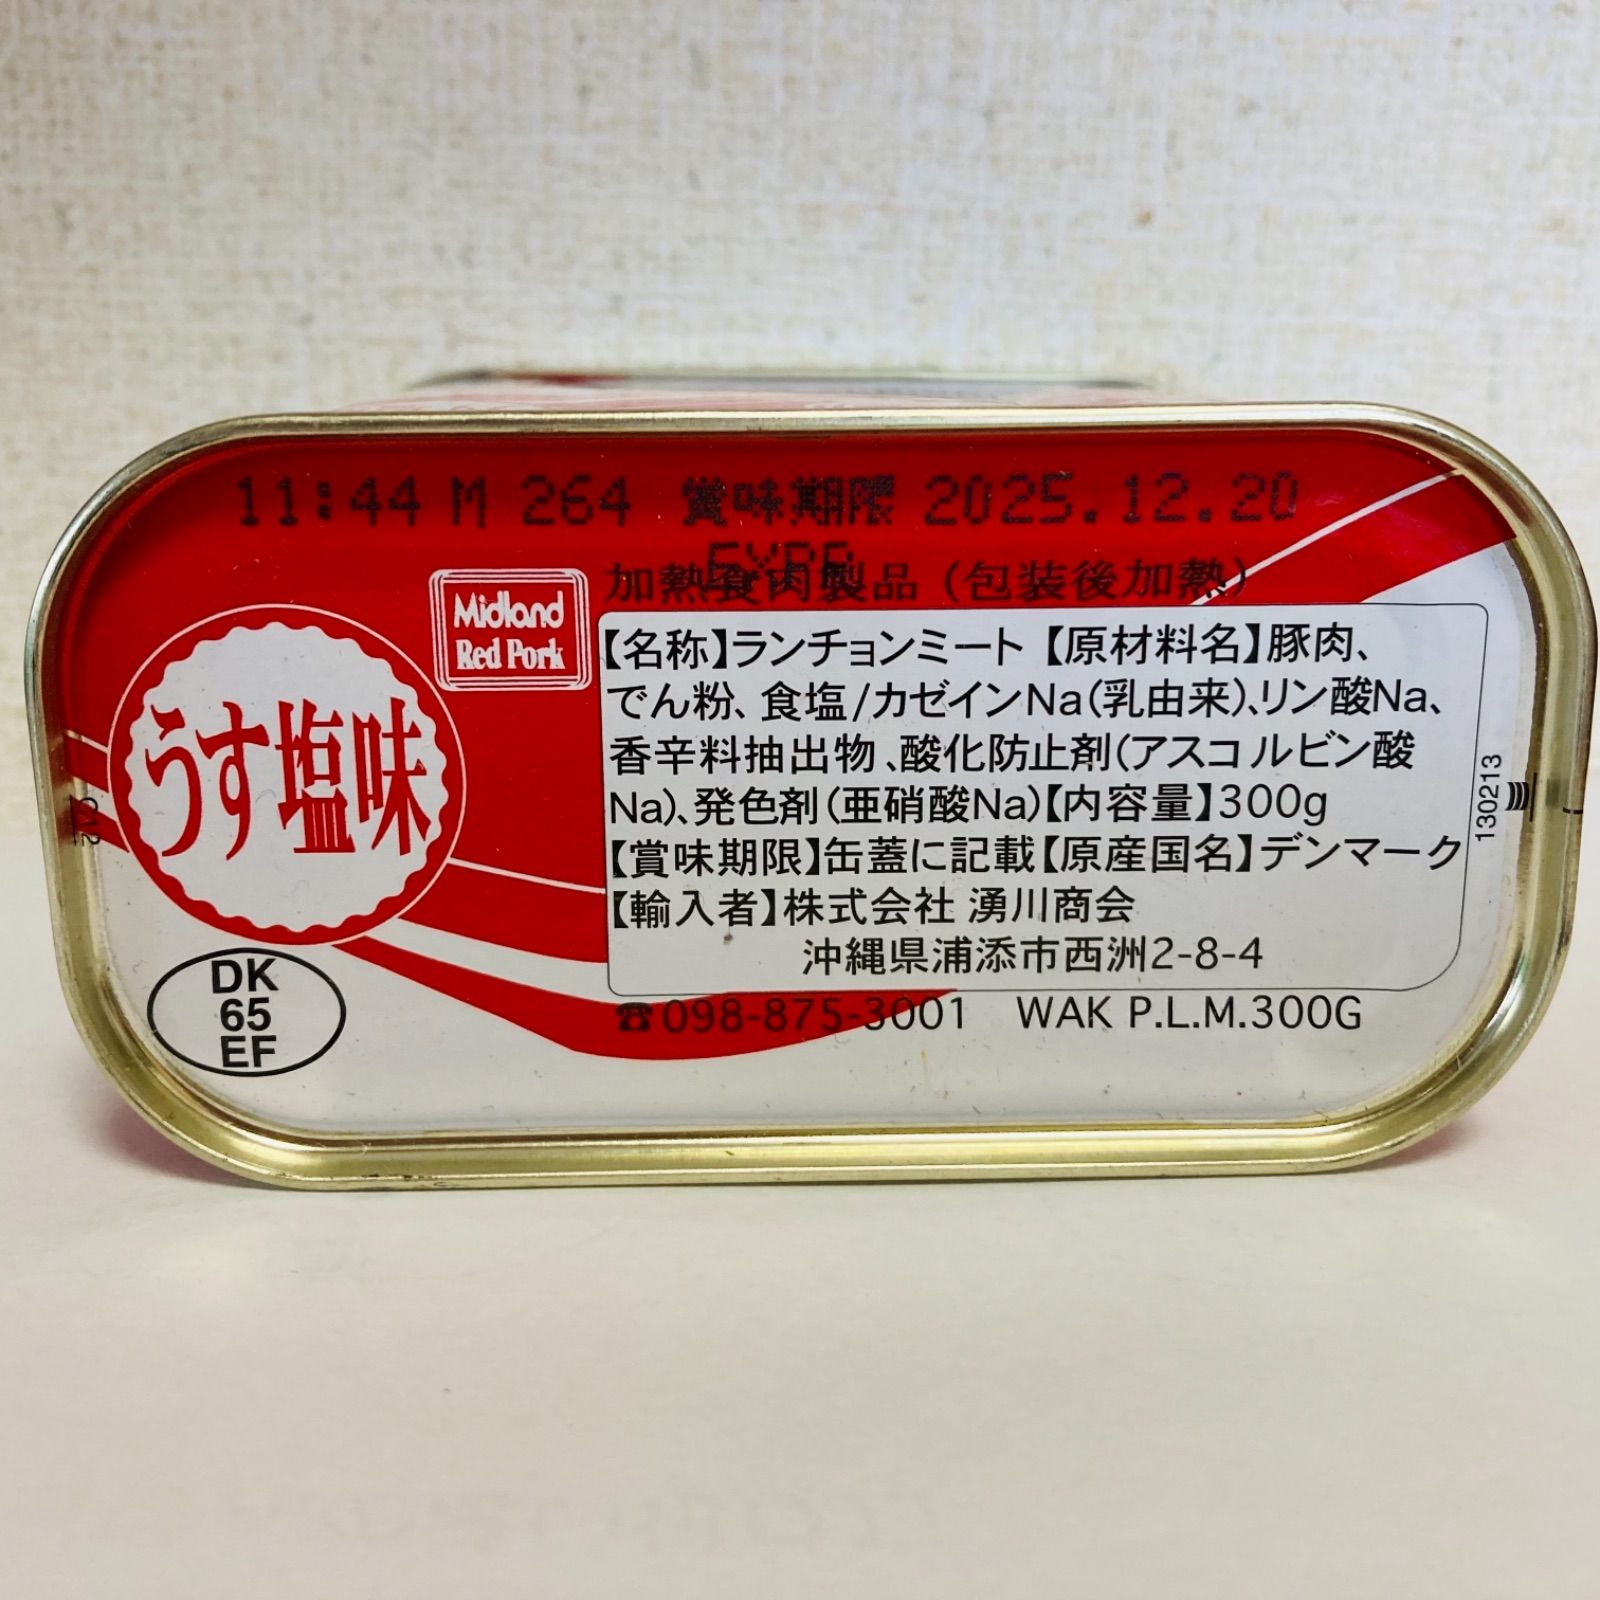 11:44 M 264 賞味期限 2025.12.20
加熱食肉製品（包装後加熱）
Midland
Red Pork
うす塩味
【名称】ランチョンミート【原材料名】豚肉、
でん粉、食塩/カゼインNa(乳由来)、リン酸Na、
香辛料抽出物、酸化防止剤(アスコルビン酸
Na)、発色剤(亜硝酸Na)【内容量】300g
【賞味期限】缶蓋に記載【原産国名】デンマーク
【輸入者】株式会社 湧川商会
沖縄県浦添市西洲2-8-4
☎098-875-3001 WAK P.L.M.300G
130213
DK
65
EF